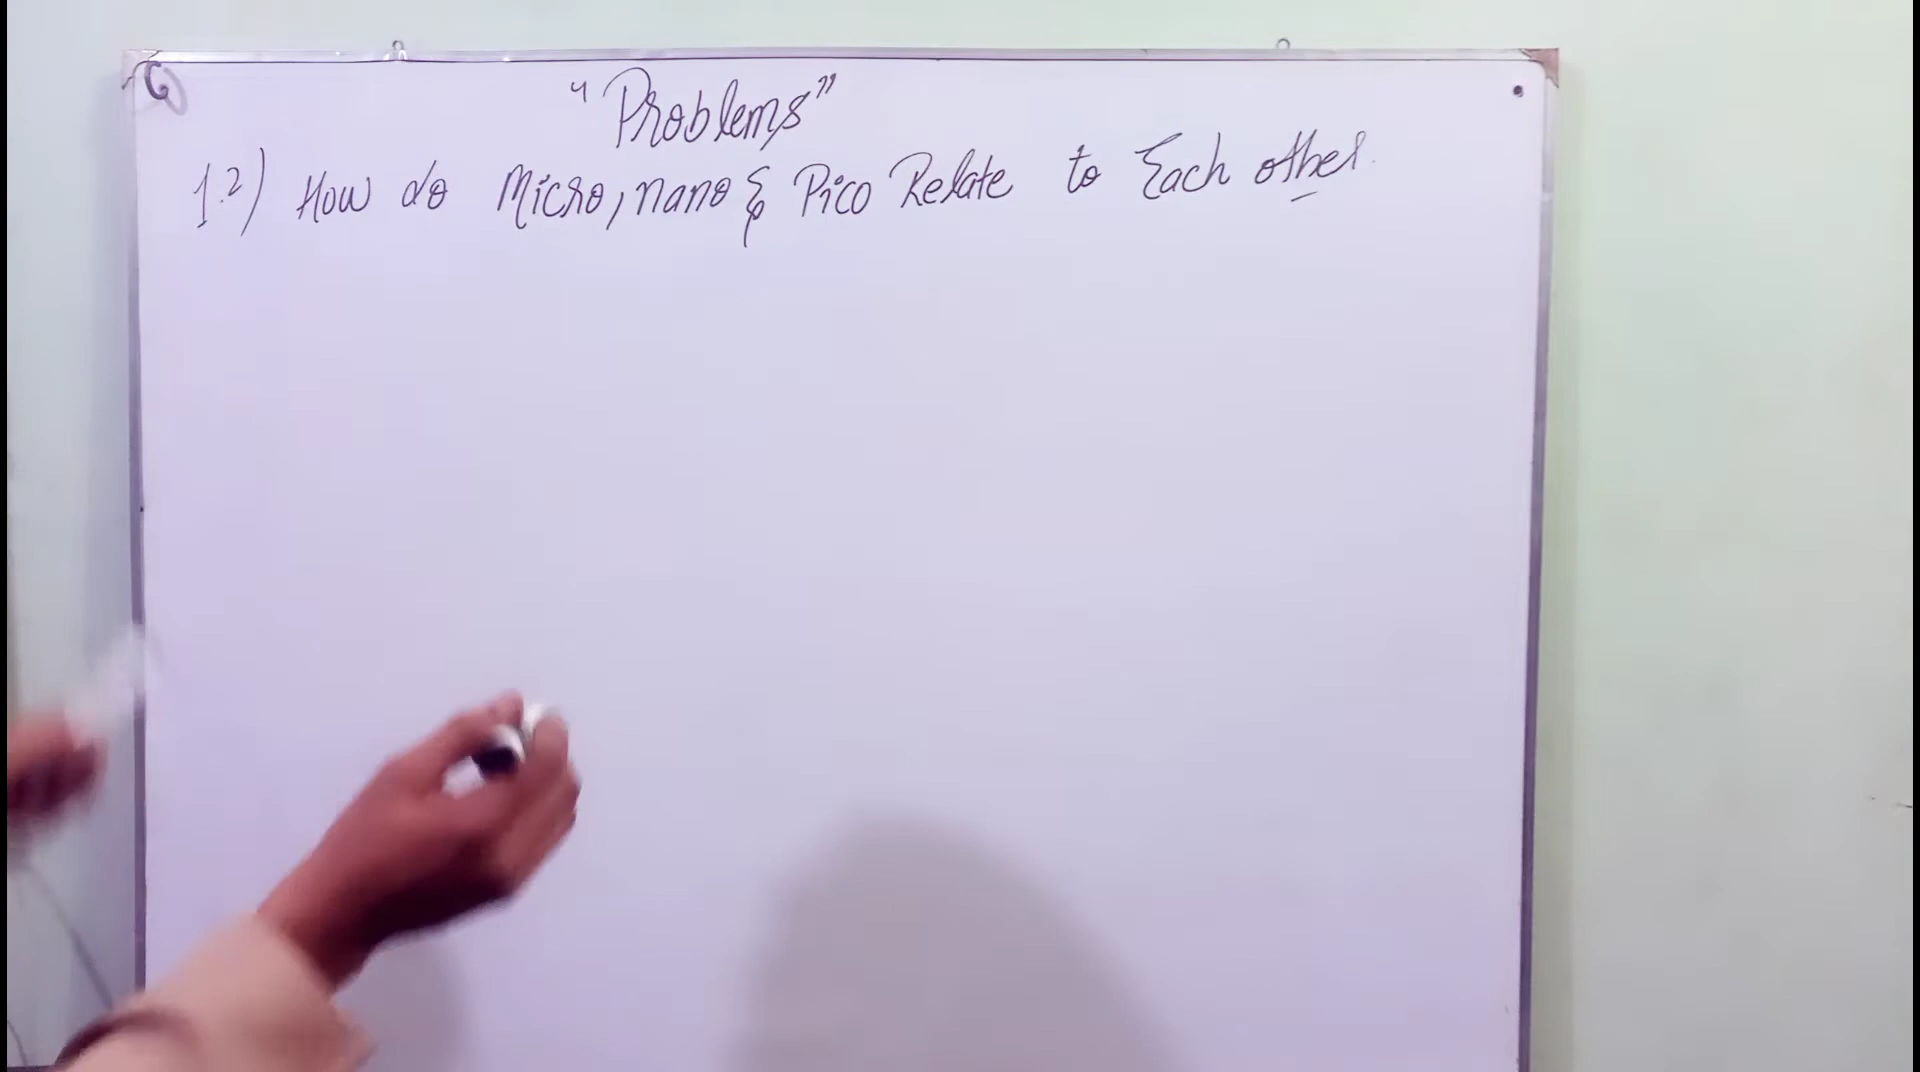 "Problems"
1.2) How do Micro, nano & Pico Relate to Each other.